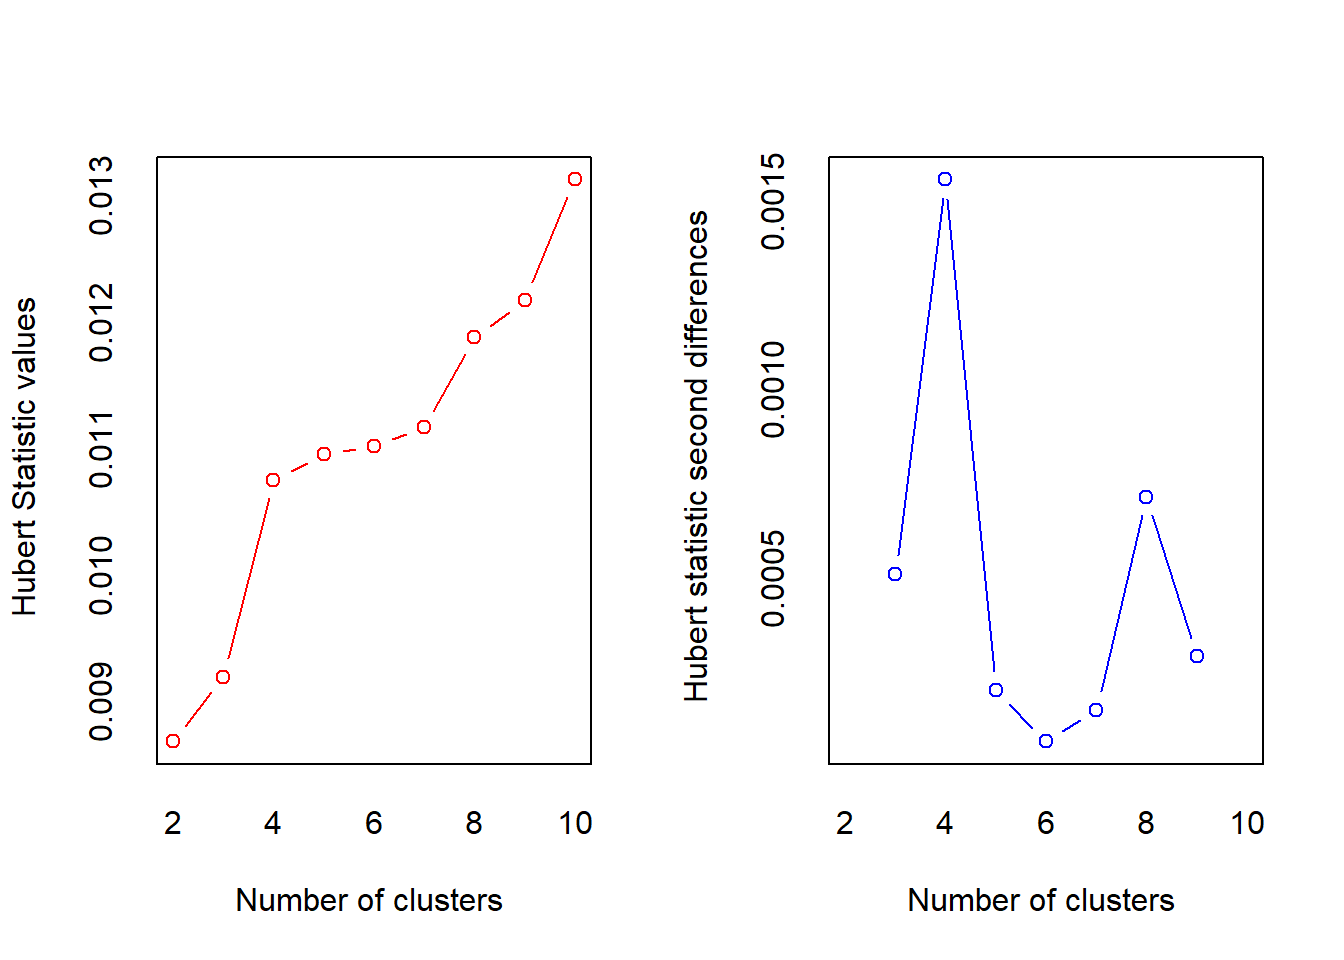 Hubert Statistic values
0.013
0.012
0.011
0.010
0.009
2 4 6 8 10
Number of clusters
Hubert statistic second differences
0.0015
0.0010
0.0005
2 4 6 8 10
Number of clusters